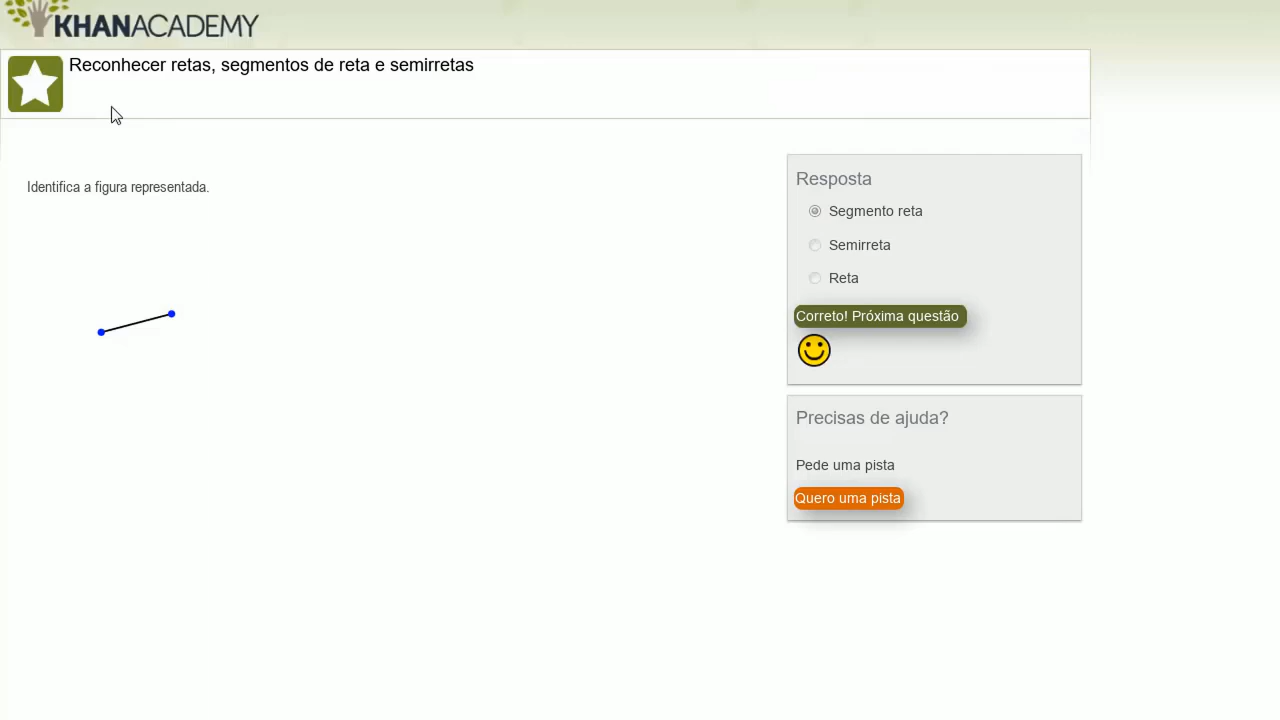 KHANACADEMY
Reconhecer retas, segmentos de reta e semirretas
Identifica a figura representada.
Resposta
Segmento reta
Semirreta
Reta
Correto! Próxima questão
Precisas de ajuda?
Pede uma pista
Quero uma pista